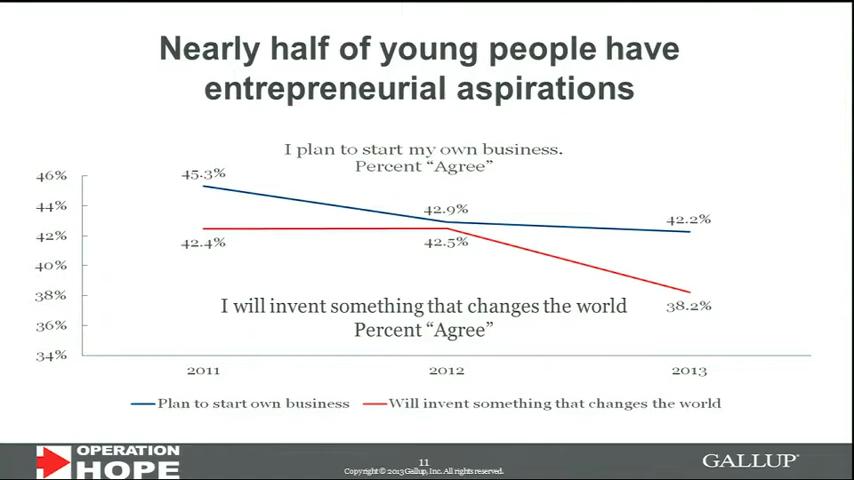 Nearly half of young people have
entrepreneurial aspirations
I plan to start my own business.
Percent “Agree”
46%
45.3%
44%
42.9%
42.2%
42%
42.4%
42.5%
40%
38%
I will invent something that changes the world
38.2%
36%
Percent “Agree”
34%
2011
2012
2013
Plan to start own business
Will invent something that changes the world
OPERATION
HOPE
11
Copyright © 2013 Gallup, Inc. All rights reserved.
GALLUP®